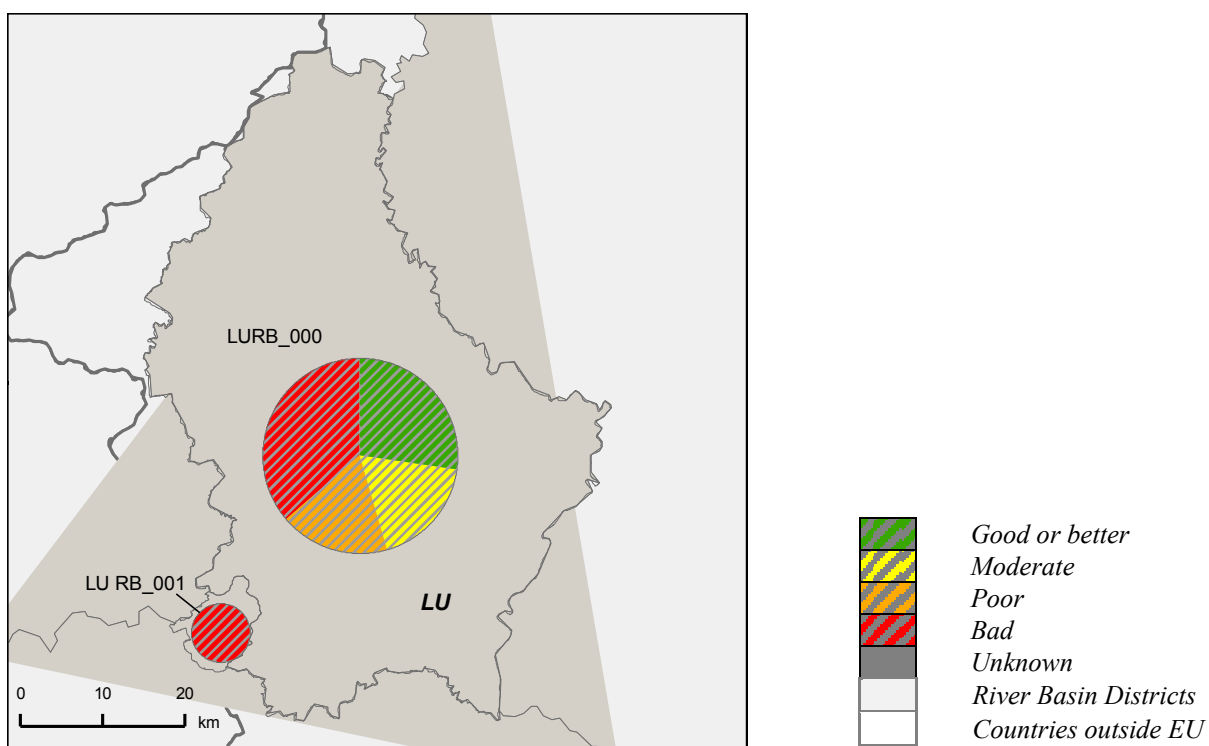 LURB_000
LU RB_001
LU
0 10 20
km
Good or better
Moderate
Poor
Bad
Unknown
River Basin Districts
Countries outside EU